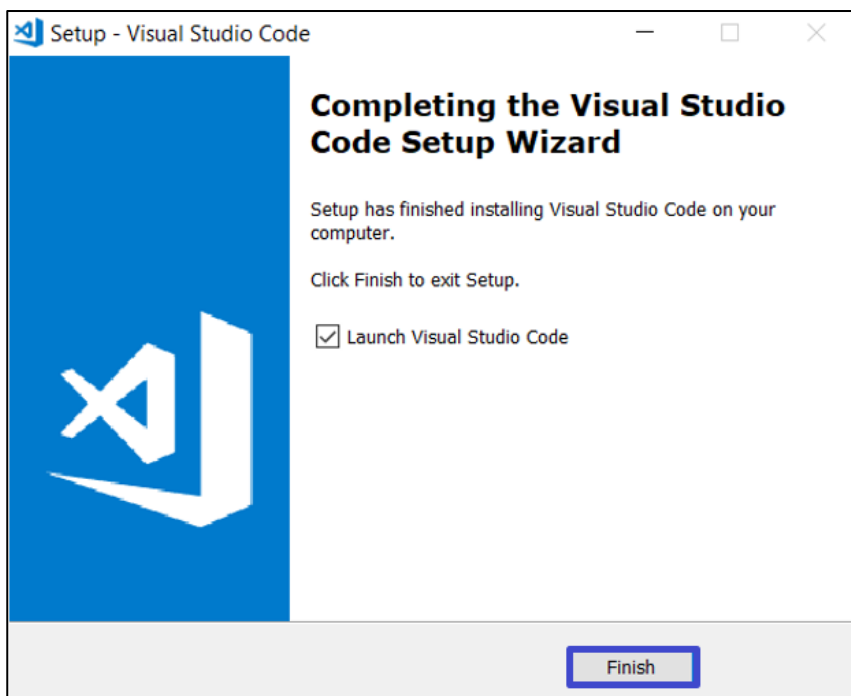 Setup - Visual Studio Code
Completing the Visual Studio
Code Setup Wizard
Setup has finished installing Visual Studio Code on your
computer.
Click Finish to exit Setup.
Launch Visual Studio Code
Finish